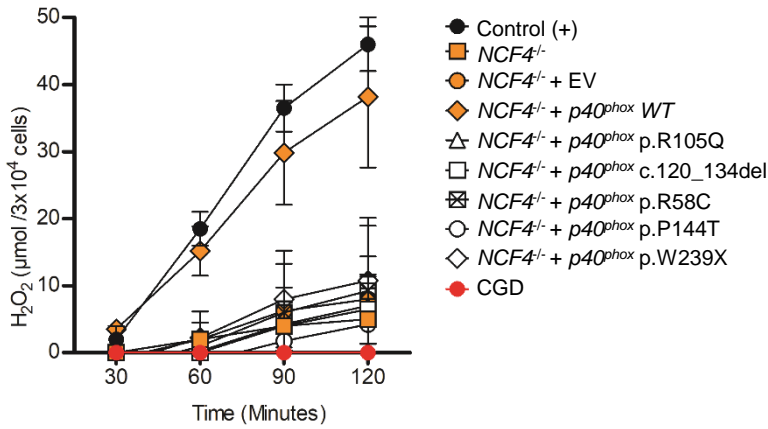 50
40
30
20
10
0
H₂O₂ (µmol /3x10⁴ cells)
30 60 90 120
Time (Minutes)
Control (+)
NCF4⁻/⁻
NCF4⁻/⁻ + EV
NCF4⁻/⁻ + p40ᵖʰᵒˣ WT
NCF4⁻/⁻ + p40ᵖʰᵒˣ p.R105Q
NCF4⁻/⁻ + p40ᵖʰᵒˣ c.120_134del
NCF4⁻/⁻ + p40ᵖʰᵒˣ p.R58C
NCF4⁻/⁻ + p40ᵖʰᵒˣ p.P144T
NCF4⁻/⁻ + p40ᵖʰᵒˣ p.W239X
CGD